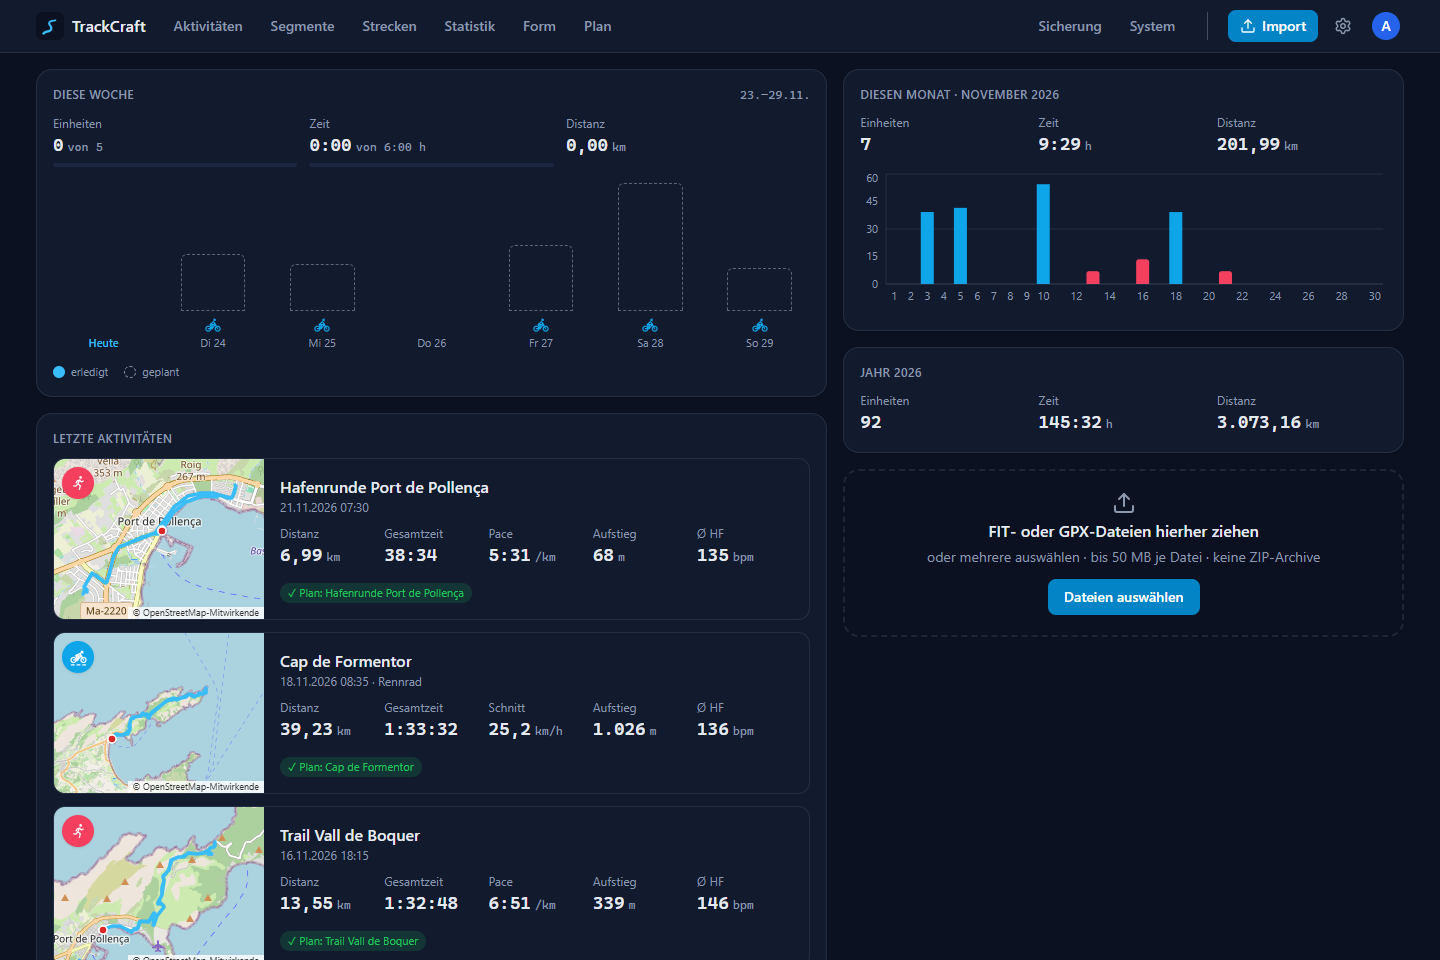 TrackCraft Aktivitäten Segmente Strecken Statistik Form Plan Sicherung System Import A
DIESE WOCHE 23.–29.11.
Einheiten Zeit Distanz
0 von 5 0:00 von 6:00 h 0,00 km
Heute Di 24 Mi 25 Do 26 Fr 27 Sa 28 So 29
erledigt geplant
LETZTE AKTIVITÄTEN
Vella
353 m
Roig
267 m
ller
m
Port de Pollença
Ma-2220
© OpenStreetMap-Mitwirkende
Hafenrunde Port de Pollença
21.11.2026 07:30
Distanz Gesamtzeit Pace Aufstieg Ø HF
6,99 km 38:34 5:31 /km 68 m 135 bpm
✓ Plan: Hafenrunde Port de Pollença
© OpenStreetMap-Mitwirkende
Cap de Formentor
18.11.2026 08:35 · Rennrad
Distanz Gesamtzeit Schnitt Aufstieg Ø HF
39,23 km 1:33:32 25,2 km/h 1.026 m 136 bpm
✓ Plan: Cap de Formentor
Port de Pollença
© OpenStreetMap-Mitwirkende
Trail Vall de Boquer
16.11.2026 18:15
Distanz Gesamtzeit Pace Aufstieg Ø HF
13,55 km 1:32:48 6:51 /km 339 m 146 bpm
✓ Plan: Trail Vall de Boquer
DIESEN MONAT · NOVEMBER 2026
Einheiten Zeit Distanz
7 9:29 h 201,99 km
60
45
30
15
0
1 2 3 4 5 6 7 8 9 10 12 14 16 18 20 22 24 26 28 30
JAHR 2026
Einheiten Zeit Distanz
92 145:32 h 3.073,16 km
FIT- oder GPX-Dateien hierher ziehen
oder mehrere auswählen · bis 50 MB je Datei · keine ZIP-Archive
Dateien auswählen